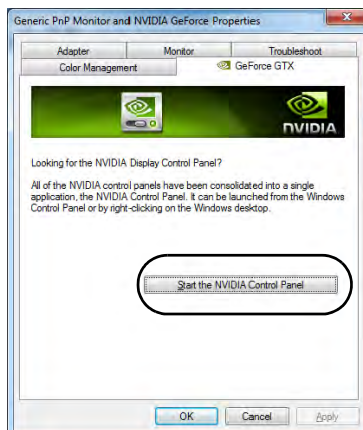 Generic PnP Monitor and NVIDIA GeForce Properties
Adapter Monitor Troubleshoot
Color Management GeForce GTX
NVIDIA
Looking for the NVIDIA Display Control Panel?
All of the NVIDIA control panels have been consolidated into a single
application, the NVIDIA Control Panel. It can be launched from the Windows
Control Panel or by right-clicking on the Windows desktop.
Start the NVIDIA Control Panel
OK Cancel Apply